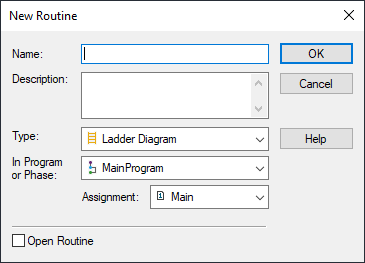 New Routine
Name:
OK
Description:
Cancel
Type:
Ladder Diagram
Help
In Program
or Phase:
MainProgram
Assignment:
1
Main
Open Routine